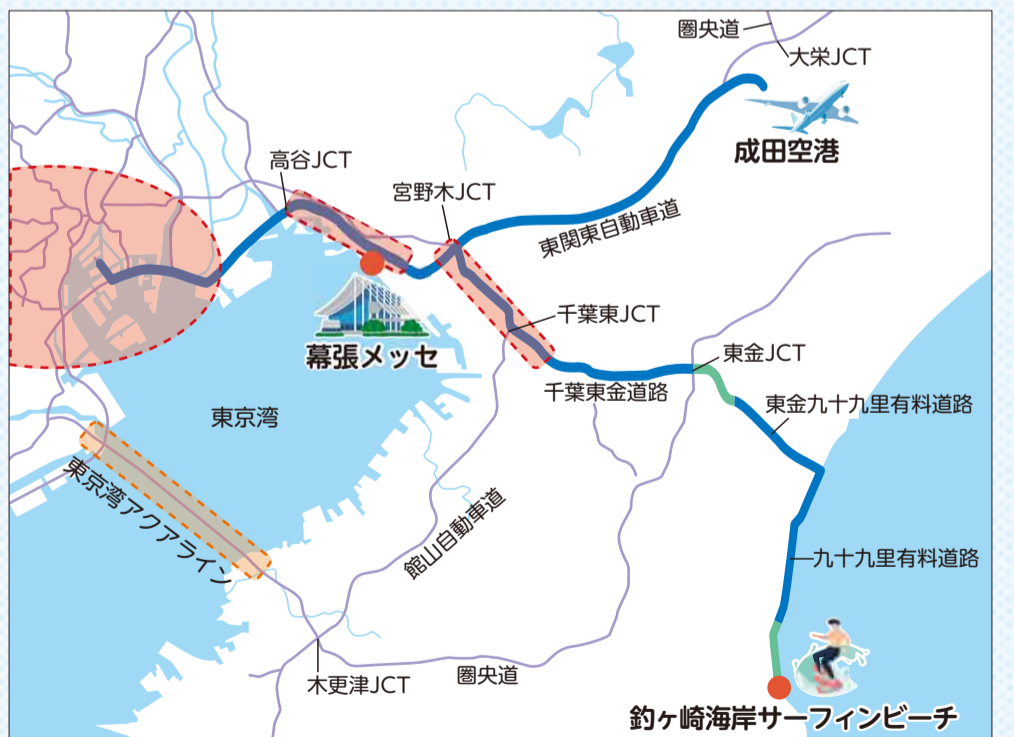 圏央道
大栄JCT
成田空港
高谷JCT
宮野木JCT
東関東自動車道
幕張メッセ
千葉東JCT
東金JCT
千葉東金道路
東金九十九里有料道路
東京湾
東京湾アクアライン
館山自動車道
九十九里有料道路
圏央道
木更津JCT
釣ヶ崎海岸サーフィンビーチ